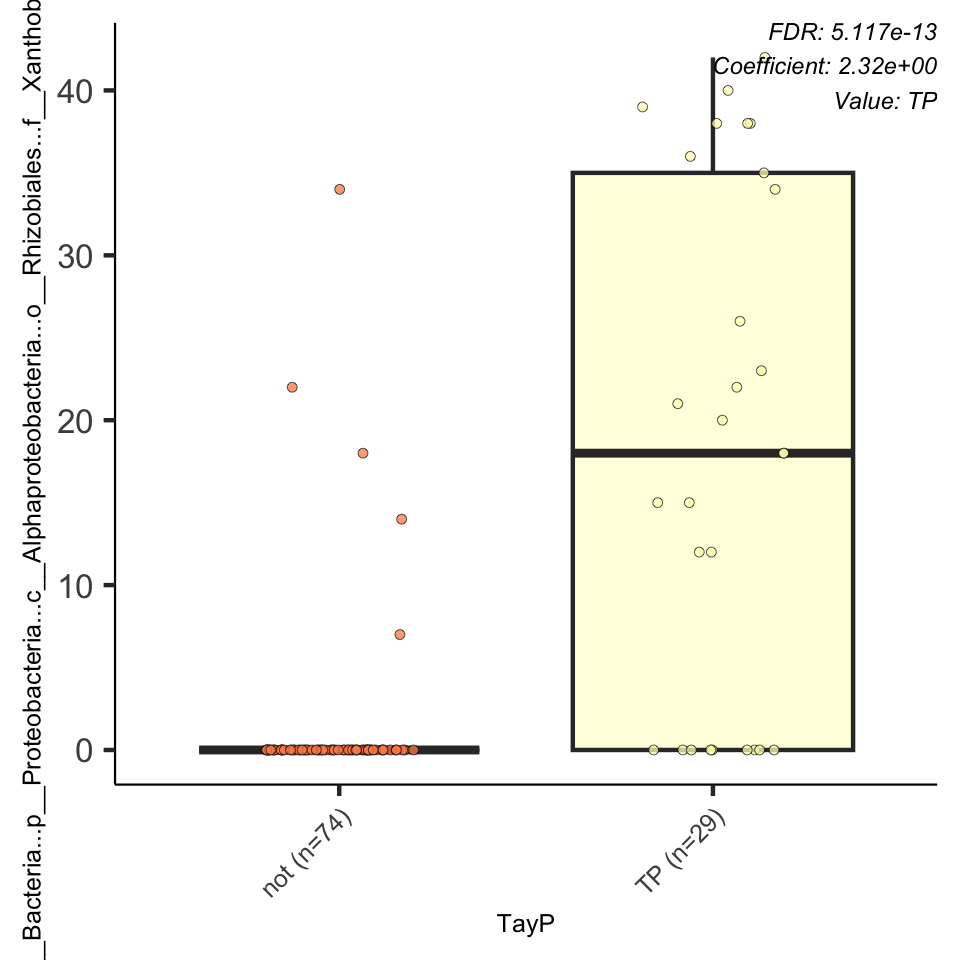 FDR: 5.117e-13
Coefficient: 2.32e+00
Value: TP
__Bacteria...p__Proteobacteria...c__Alphaproteobacteria...o__Rhizobiales...f__Xanthob
40
30
20
10
0
not (n=74)
TP (n=29)
TayP